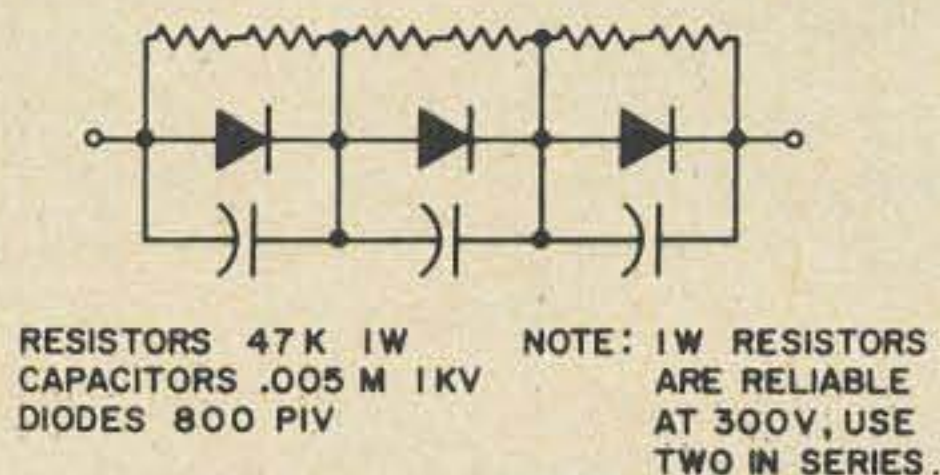 RESISTORS 47K 1W
CAPACITORS .005 M 1KV
DIODES 800 PIV
NOTE: 1W RESISTORS
ARE RELIABLE
AT 300V, USE
TWO IN SERIES.